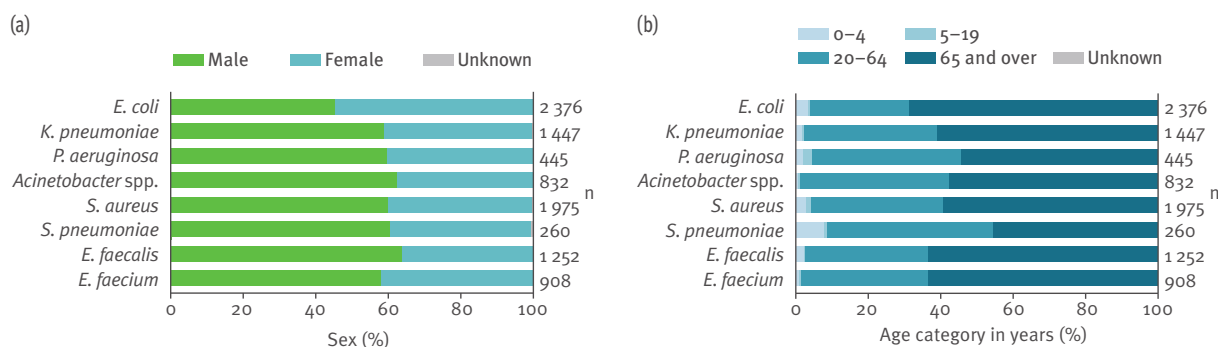 (a)
Male Female Unknown
E. coli 2 376
K. pneumoniae 1 447
P. aeruginosa 445
Acinetobacter spp. 832
n
S. aureus 1 975
S. pneumoniae 260
E. faecalis 1 252
E. faecium 908
0 20 40 60 80 100
Sex (%)
(b)
0–4 5–19
20–64 65 and over Unknown
E. coli 2 376
K. pneumoniae 1 447
P. aeruginosa 445
Acinetobacter spp. 832
n
S. aureus 1 975
S. pneumoniae 260
E. faecalis 1 252
E. faecium 908
0 20 40 60 80 100
Age category in years (%)